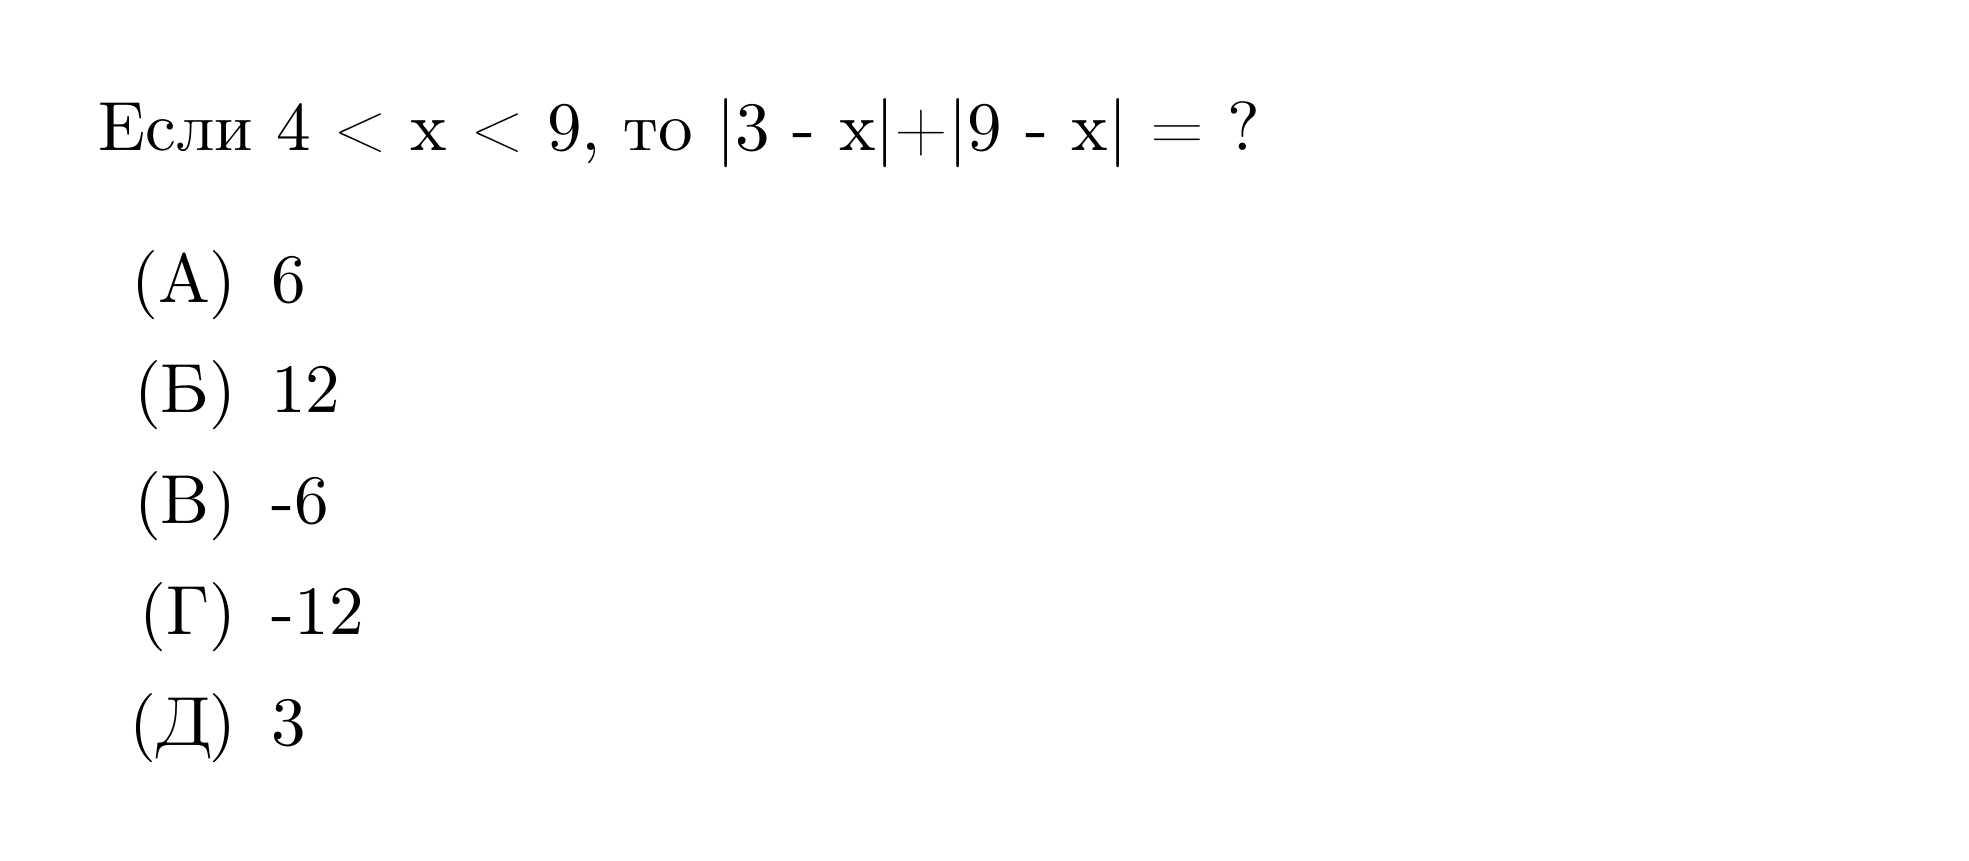 Если 4 < x < 9, то |3 - x|+|9 - x| = ?
(А) 6
(Б) 12
(В) -6
(Г) -12
(Д) 3